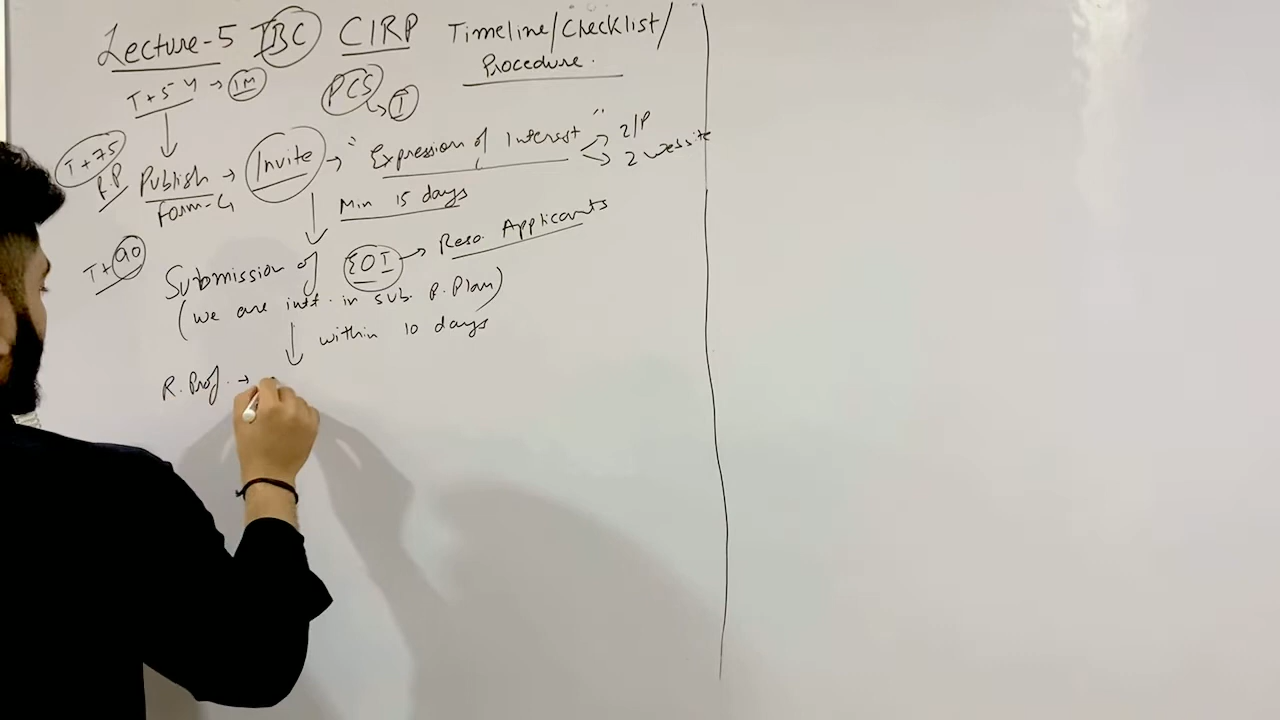 Lecture-5 IBC CIRP Timeline/Checklist/
Procedure.
T+54 → IM
PCS → I
T+75
R.P Publish → Invite → "Expression of Interest" 2/P
2 website
Form-G
Min 15 days
T+90
Submission of EOI → Reso. Applicants
(we are intt. in sub. R. Plan)
within 10 days
R. Prof. →